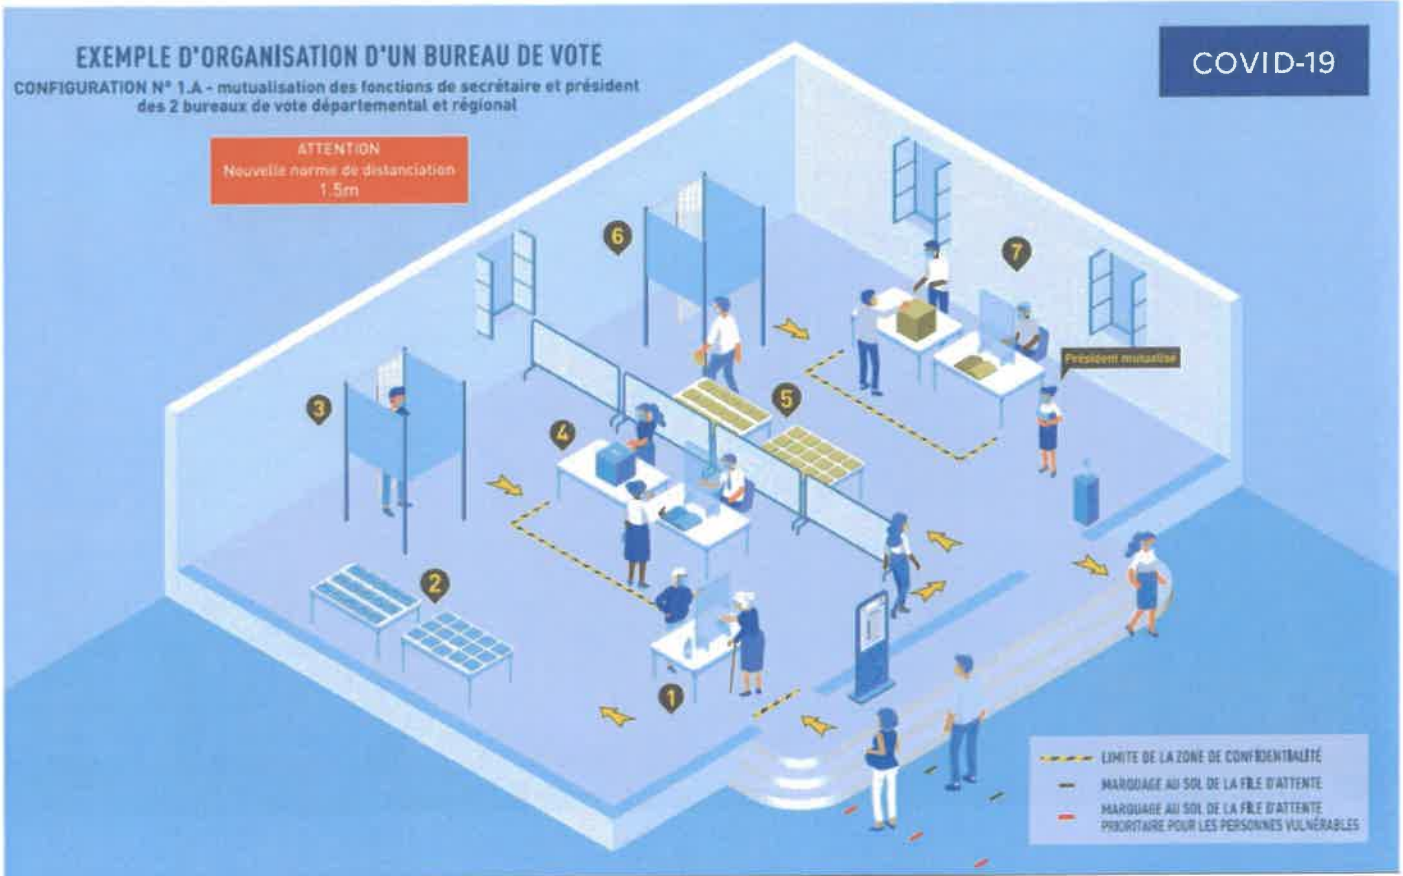 EXEMPLE D'ORGANISATION D'UN BUREAU DE VOTE
CONFIGURATION N° 1.A - mutualisation des fonctions de secrétaire et président
des 2 bureaux de vote départemental et régional
COVID-19
ATTENTION
Nouvelle norme de distanciation
1.5m
6
7
Président mutualisé
3
5
4
2
1
LIMITE DE LA ZONE DE CONFIDENTIALITÉ
MARQUAGE AU SOL DE LA FILE D'ATTENTE
MARQUAGE AU SOL DE LA FILE D'ATTENTE
PRIORITAIRE POUR LES PERSONNES VULNÉRABLES